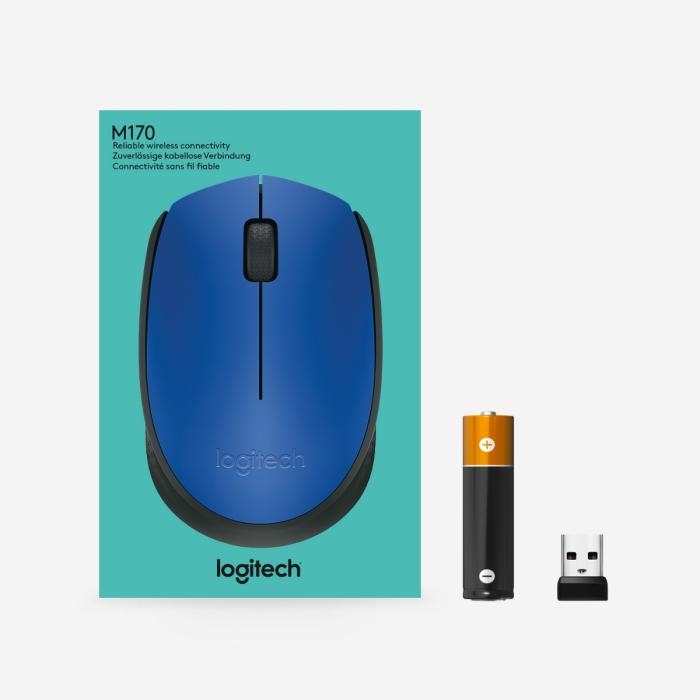 M170
Reliable wireless connectivity
Zuverlässige kabellose Verbindung
Connectivité sans fil fiable
logitech
logitech